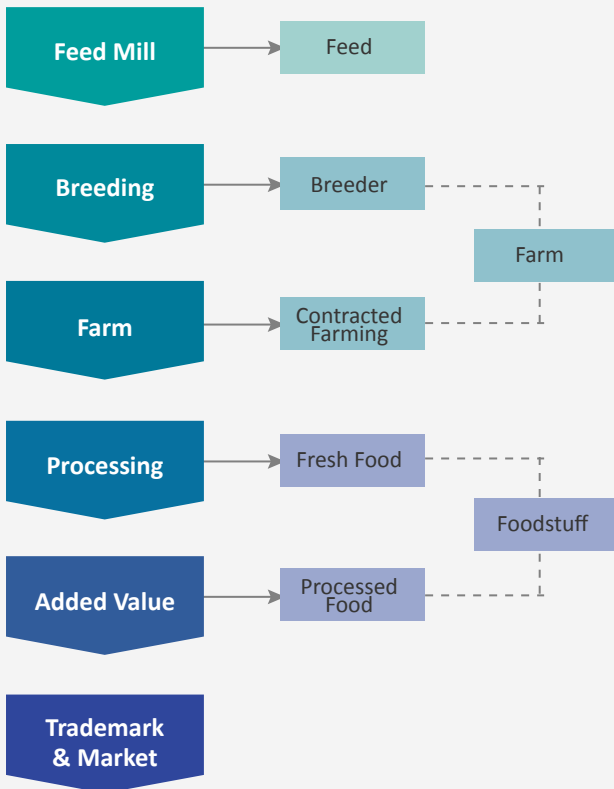 Feed Mill
Feed
Breeding
Breeder
Farm
Farm
Contracted
Farming
Processing
Fresh Food
Foodstuff
Added Value
Processed
Food
Trademark
& Market